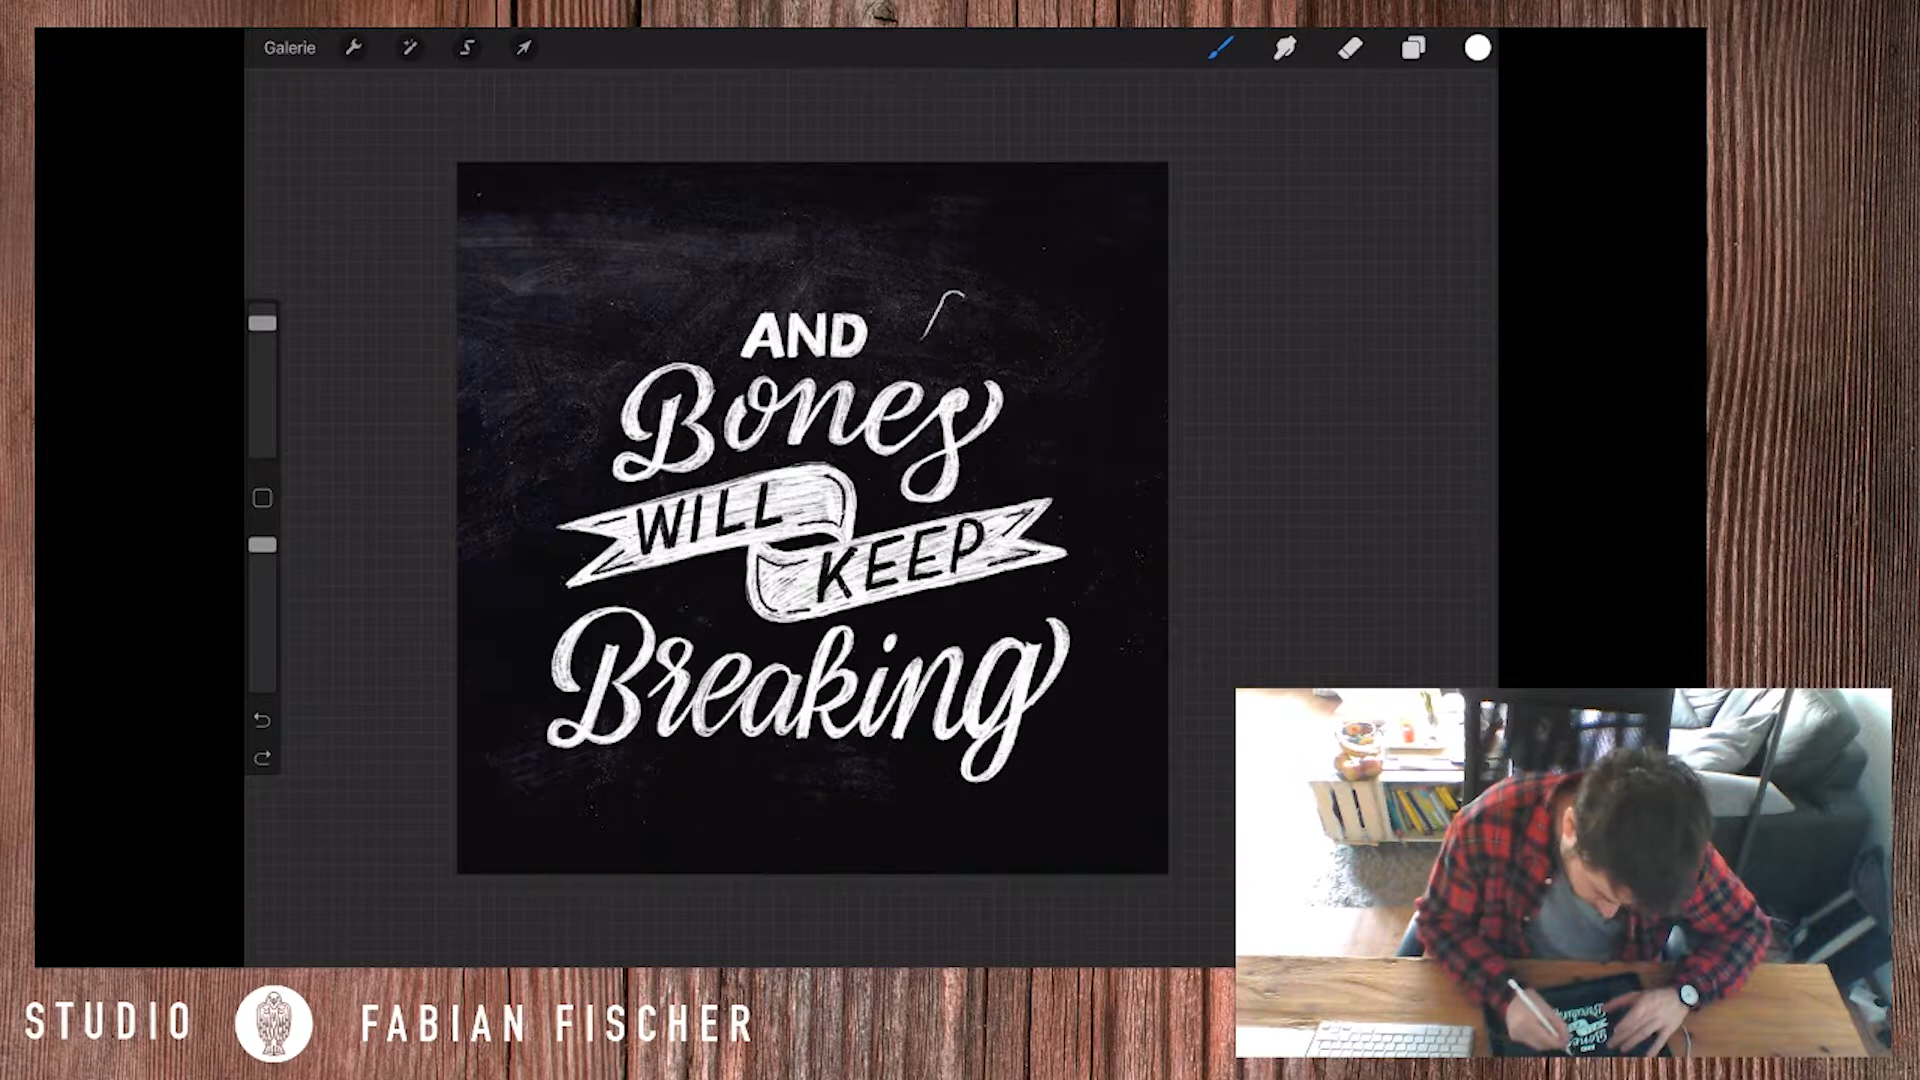 Galerie
AND
Bones
WILL
KEEP
Breaking
STUDIO FABIAN FISCHER